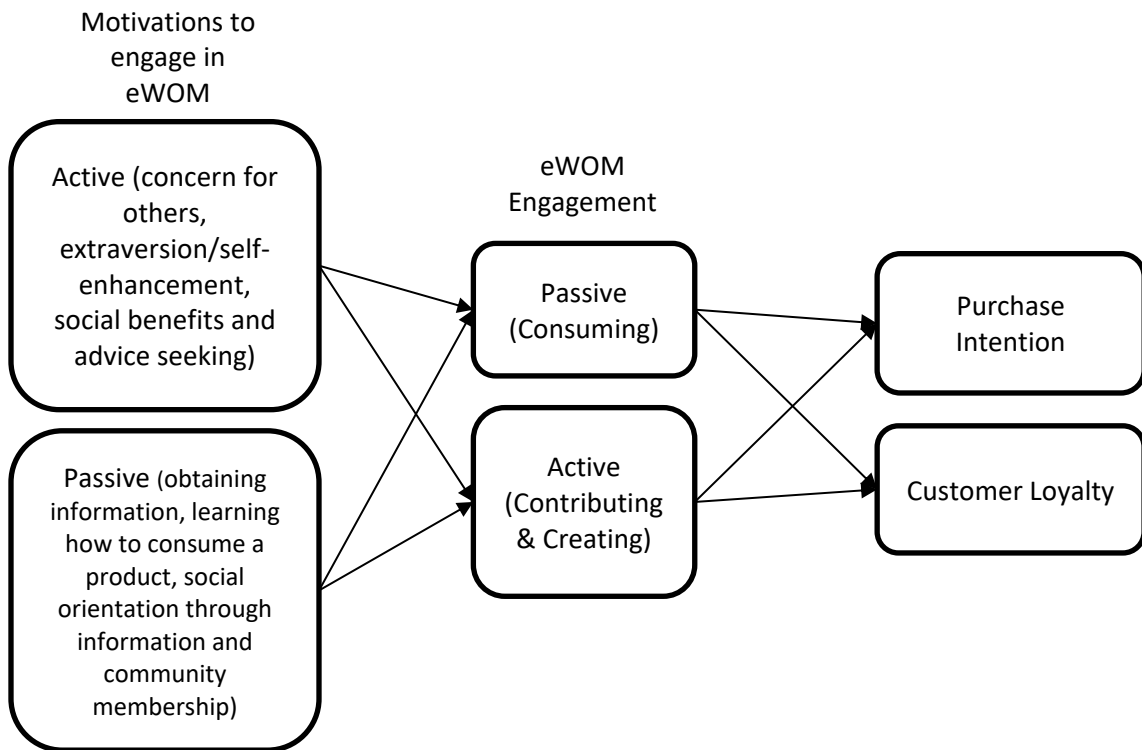 Motivations to
engage in
eWOM
Active (concern for
others,
extraversion/self-
enhancement,
social benefits and
advice seeking)
Passive (obtaining
information, learning
how to consume a
product, social
orientation through
information and
community
membership)
eWOM
Engagement
Passive
(Consuming)
Active
(Contributing
& Creating)
Purchase
Intention
Customer Loyalty